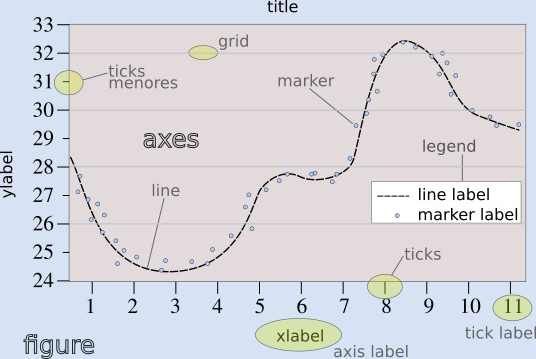 title
33
32
31
30
29
28
27
26
25
24
ylabel
grid
ticks
menores
marker
axes
line
legend
line label
marker label
ticks
1 2 3 4 5 6 7 8 9 10 11
xlabel
axis label
tick label
figure